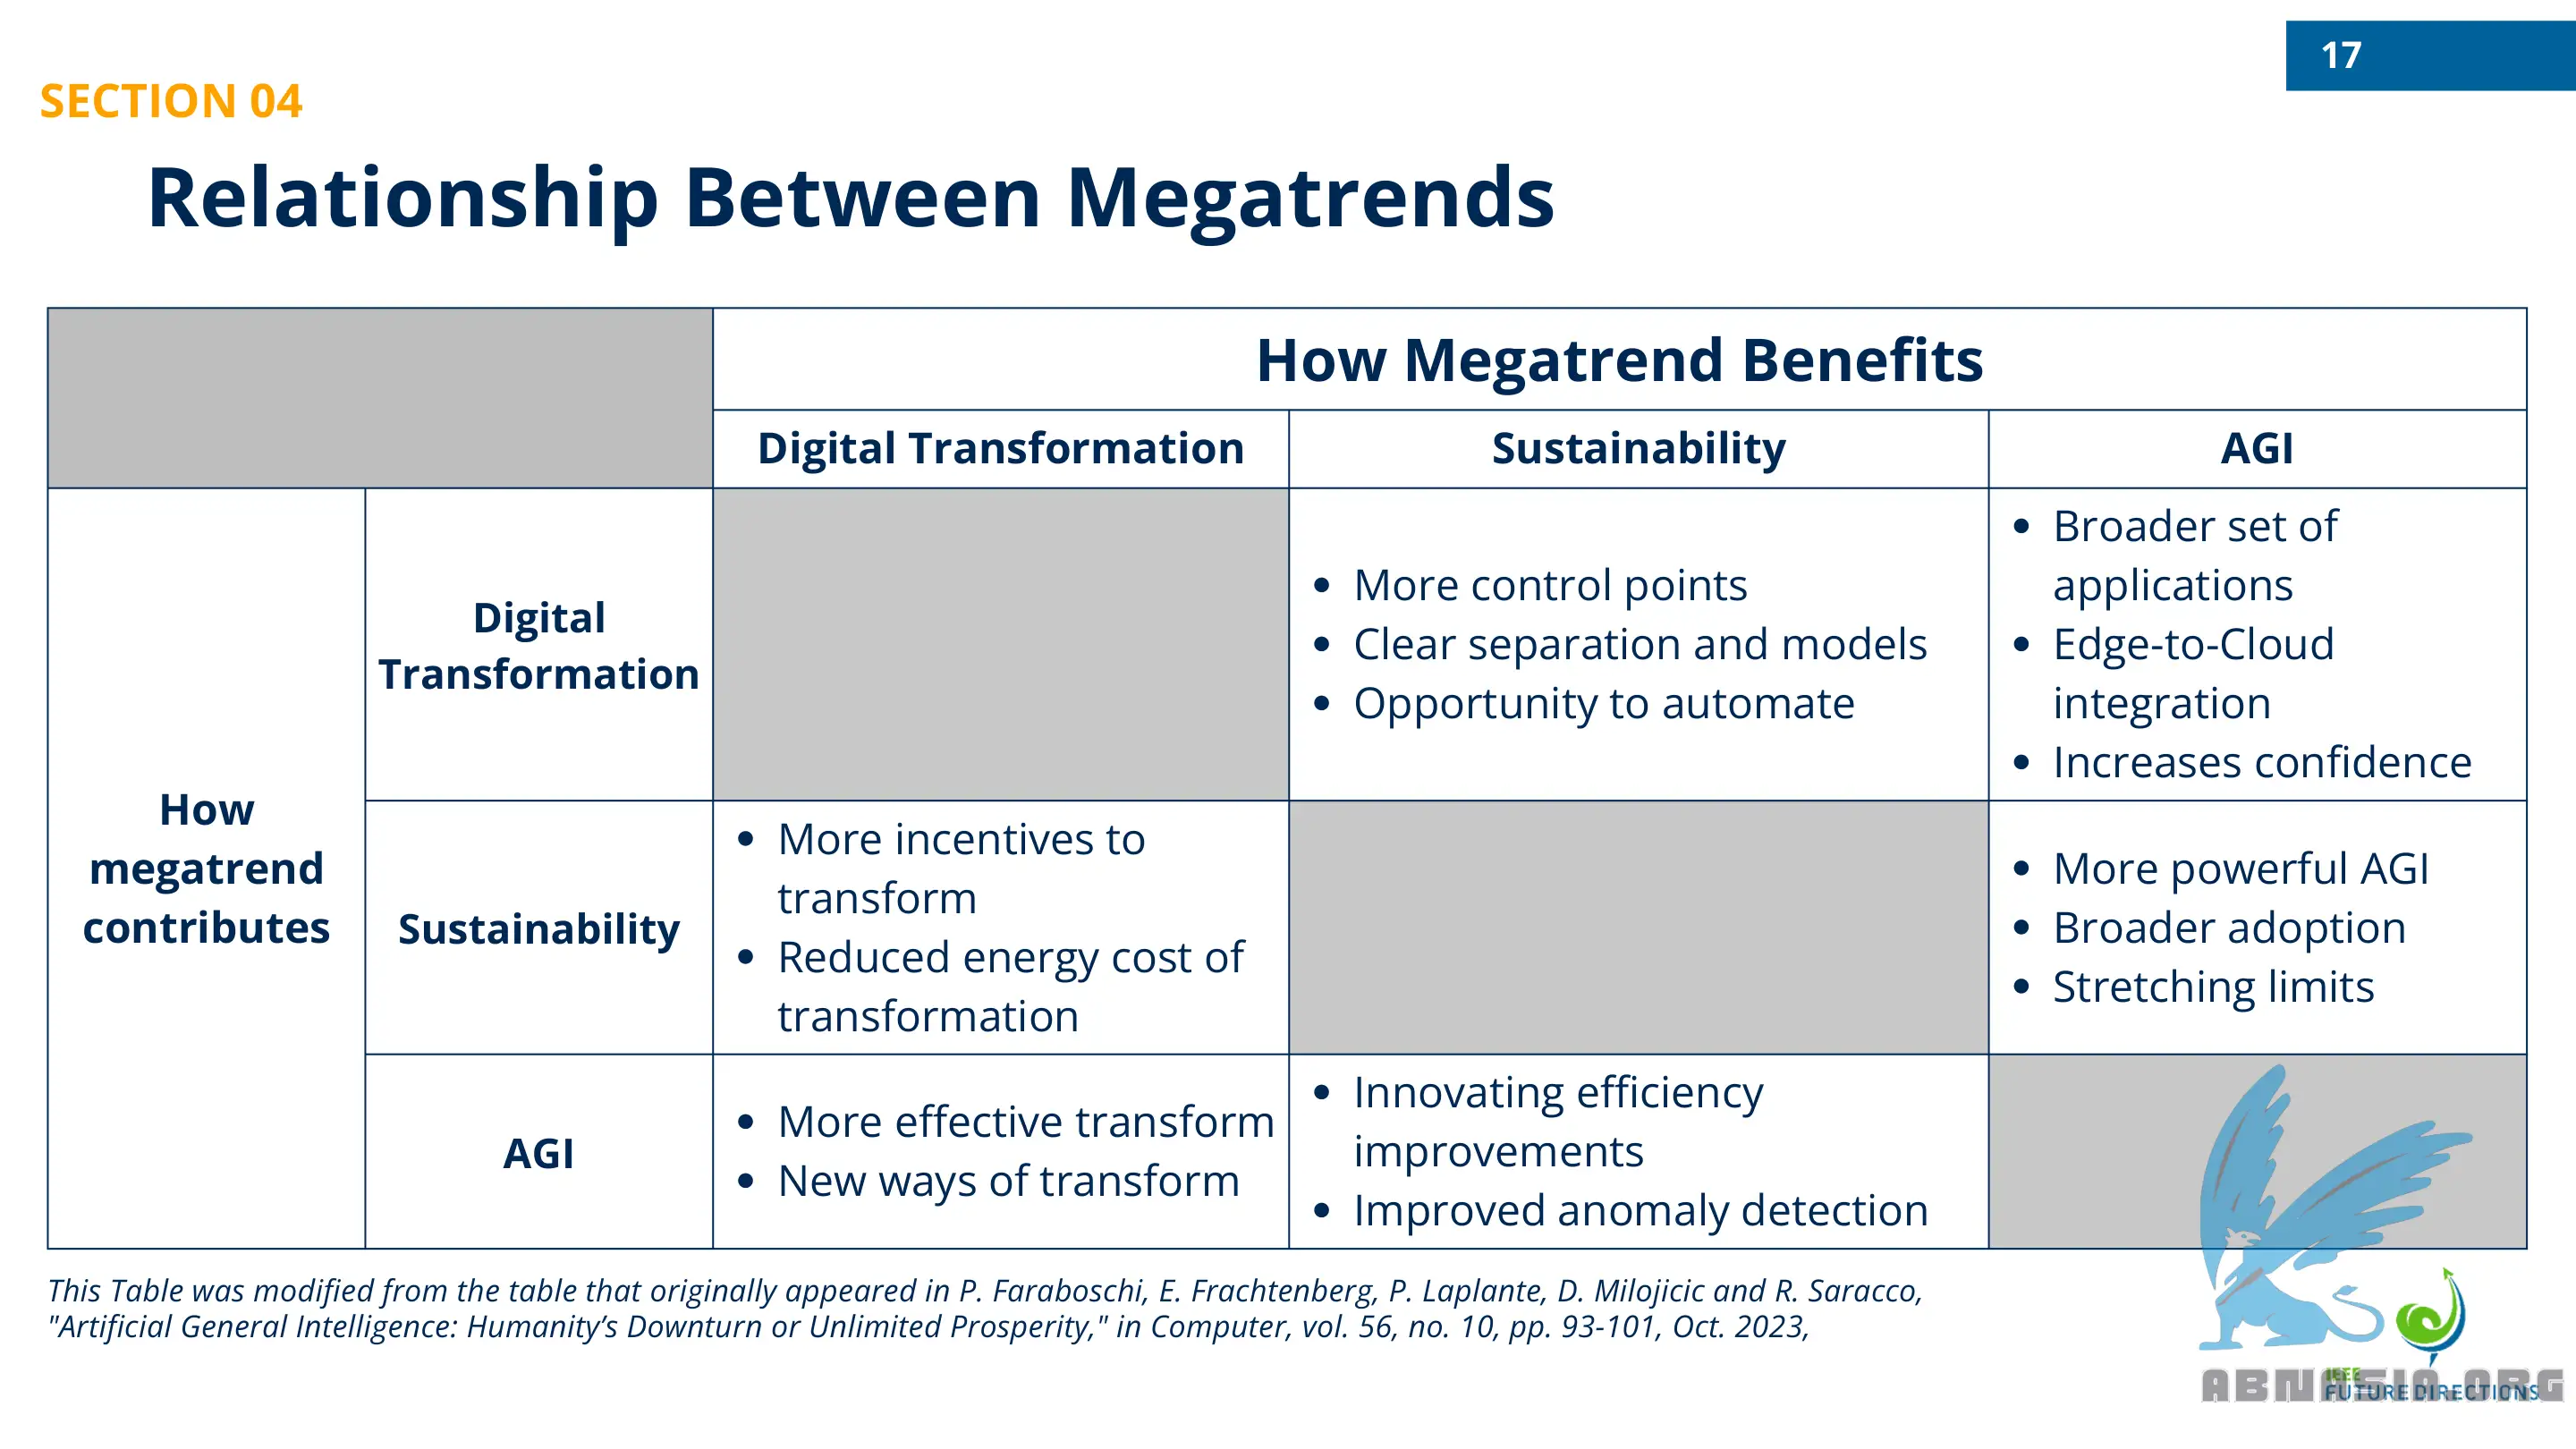 17
SECTION 04
Relationship Between Megatrends
How Megatrend Benefits
Digital Transformation
Sustainability
AGI
How
megatrend
contributes
Digital
Transformation
• More control points
• Clear separation and models
• Opportunity to automate
• Broader set of
applications
• Edge-to-Cloud
integration
• Increases confidence
Sustainability
• More incentives to
transform
• Reduced energy cost of
transformation
• More powerful AGI
• Broader adoption
• Stretching limits
AGI
• More effective transform
• New ways of transform
• Innovating efficiency
improvements
• Improved anomaly detection
This Table was modified from the table that originally appeared in P. Faraboschi, E. Frachtenberg, P. Laplante, D. Milojicic and R. Saracco,
"Artificial General Intelligence: Humanity’s Downturn or Unlimited Prosperity," in Computer, vol. 56, no. 10, pp. 93-101, Oct. 2023,
IEEE
FUTURE DIRECTIONS
ABNASIA.ORG